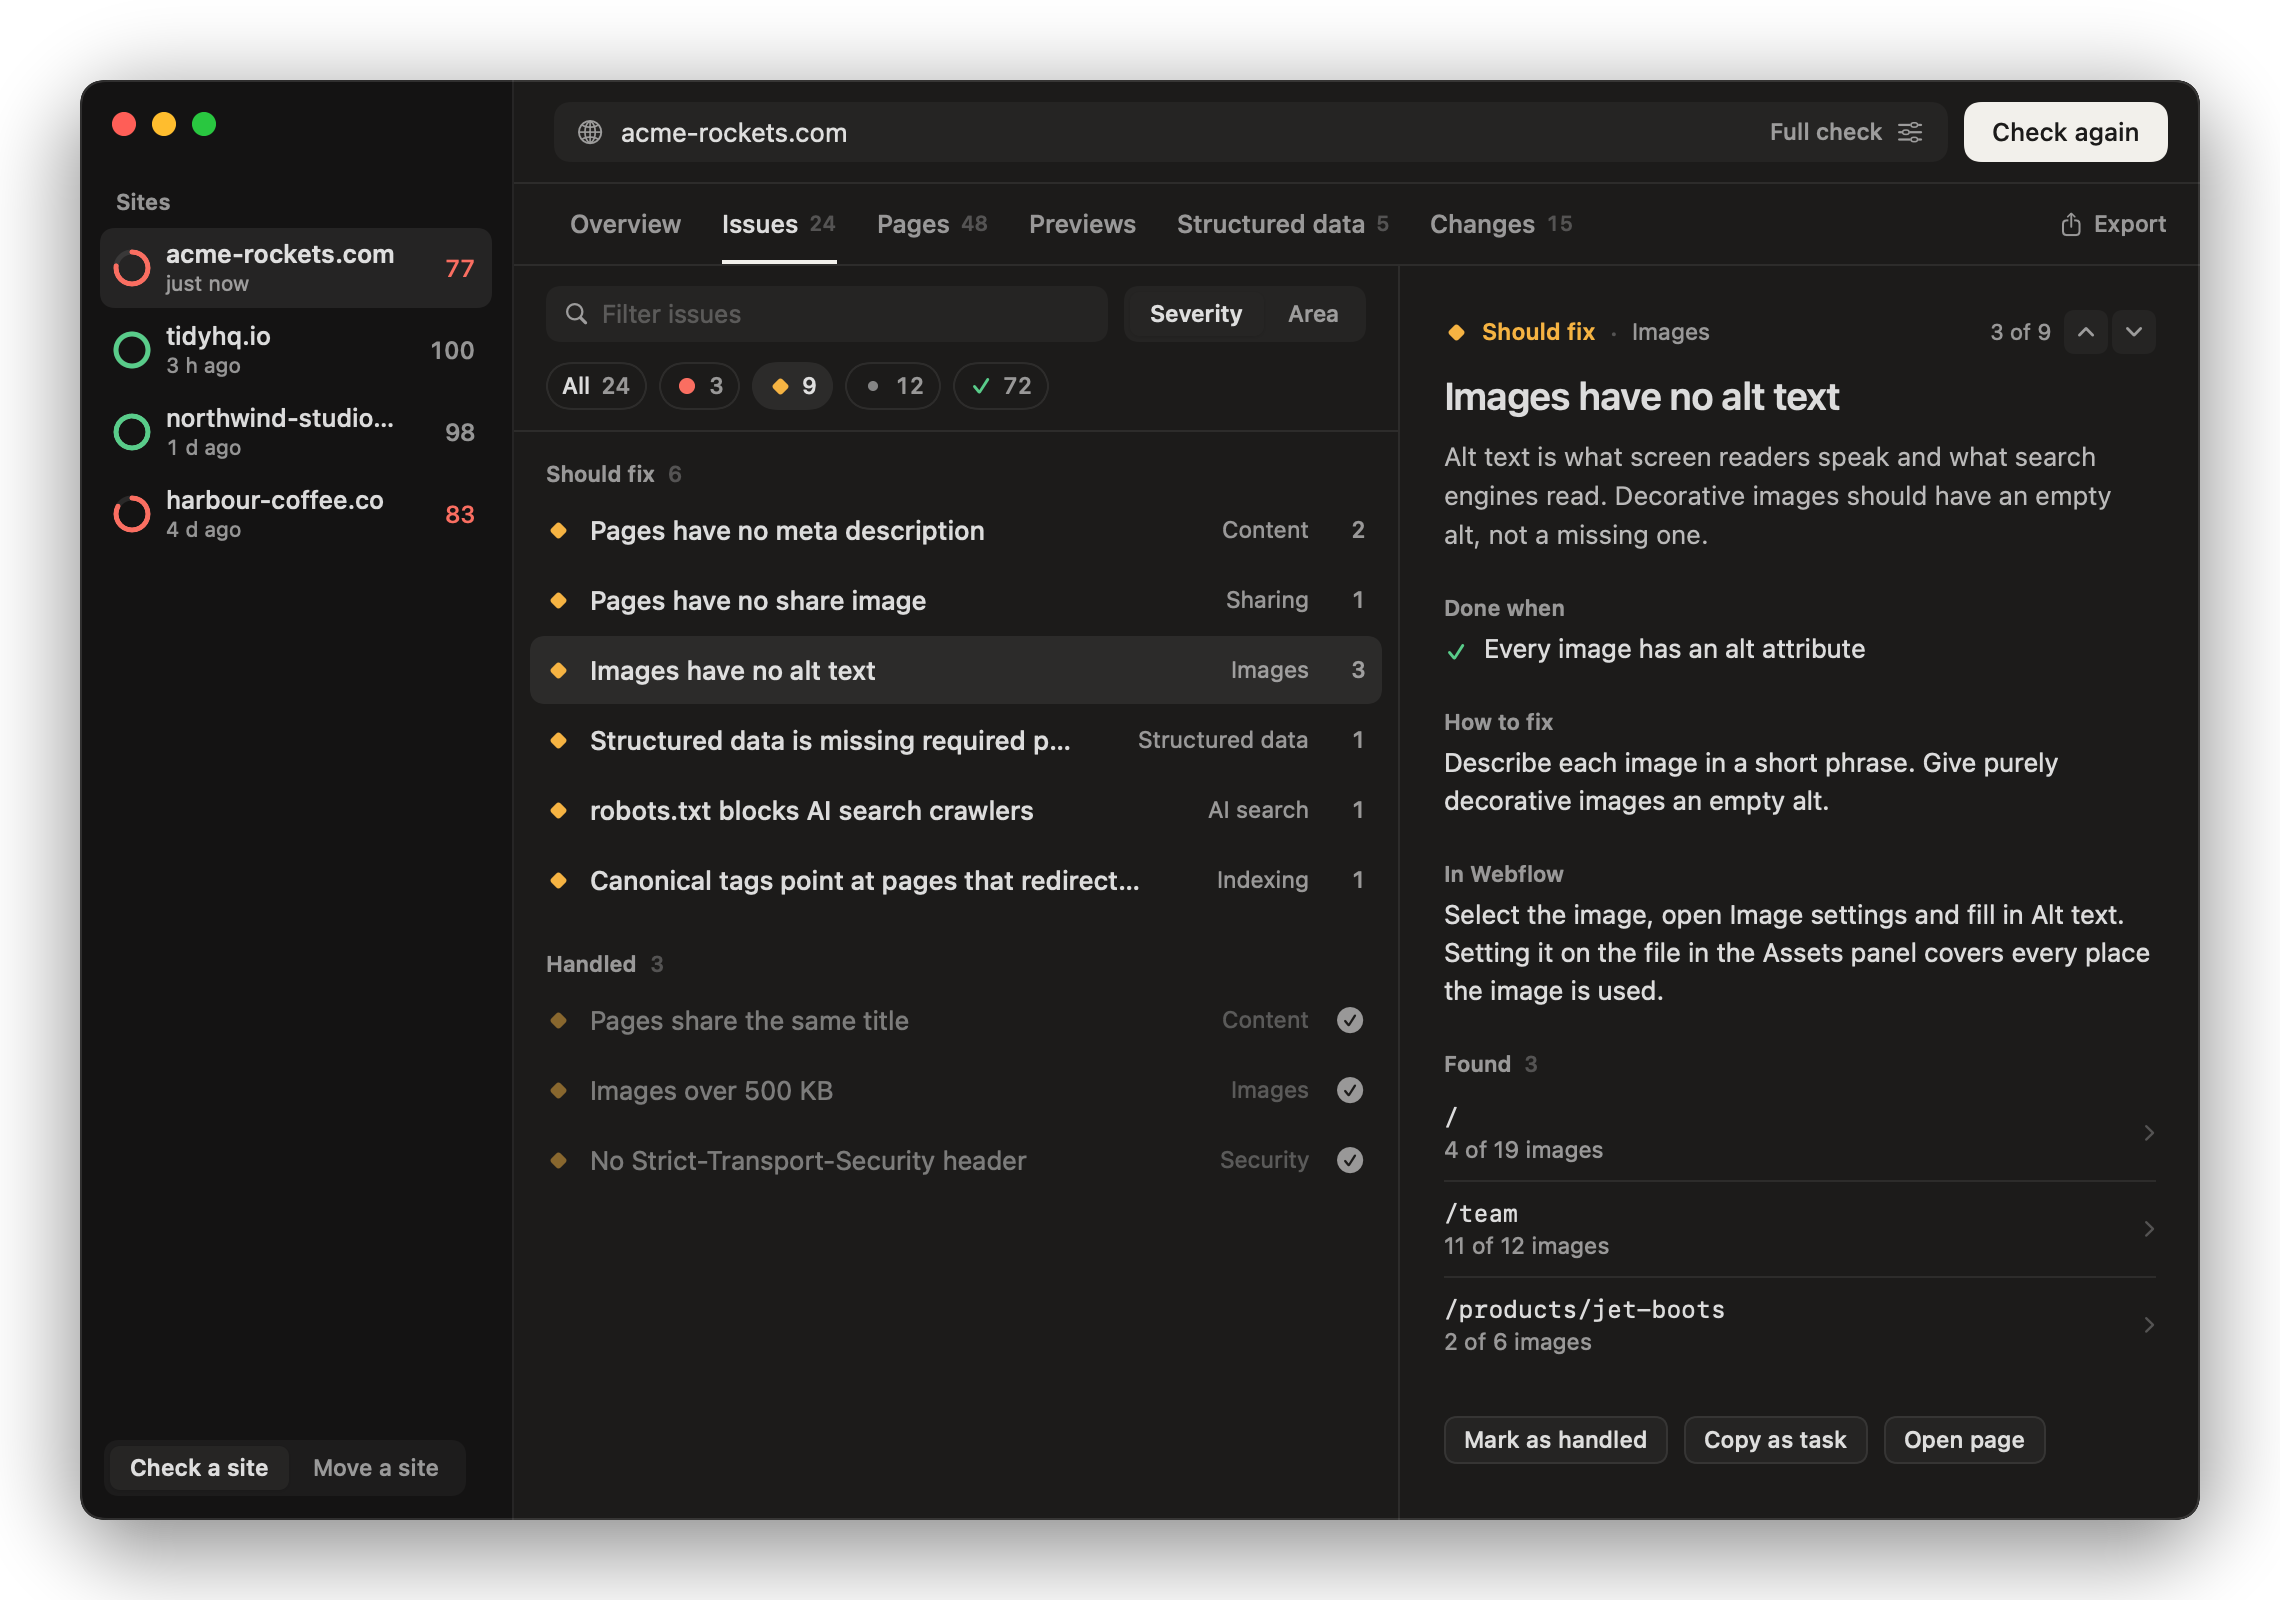 Sites
acme-rockets.com
just now
77
tidyhq.io
3 h ago
100
northwind-studio...
1 d ago
98
harbour-coffee.co
4 d ago
83
Check a site
Move a site
acme-rockets.com
Full check
Check again
Overview
Issues 24
Pages 48
Previews
Structured data 5
Changes 15
Export
Filter issues
Severity
Area
All 24
3
9
12
72
Should fix 6
Pages have no meta description Content 2
Pages have no share image Sharing 1
Images have no alt text Images 3
Structured data is missing required p... Structured data 1
robots.txt blocks AI search crawlers AI search 1
Canonical tags point at pages that redirect... Indexing 1
Handled 3
Pages share the same title Content
Images over 500 KB Images
No Strict-Transport-Security header Security
Should fix · Images
3 of 9
Images have no alt text
Alt text is what screen readers speak and what search
engines read. Decorative images should have an empty
alt, not a missing one.
Done when
Every image has an alt attribute
How to fix
Describe each image in a short phrase. Give purely
decorative images an empty alt.
In Webflow
Select the image, open Image settings and fill in Alt text.
Setting it on the file in the Assets panel covers every place
the image is used.
Found 3
/
4 of 19 images
/team
11 of 12 images
/products/jet-boots
2 of 6 images
Mark as handled
Copy as task
Open page